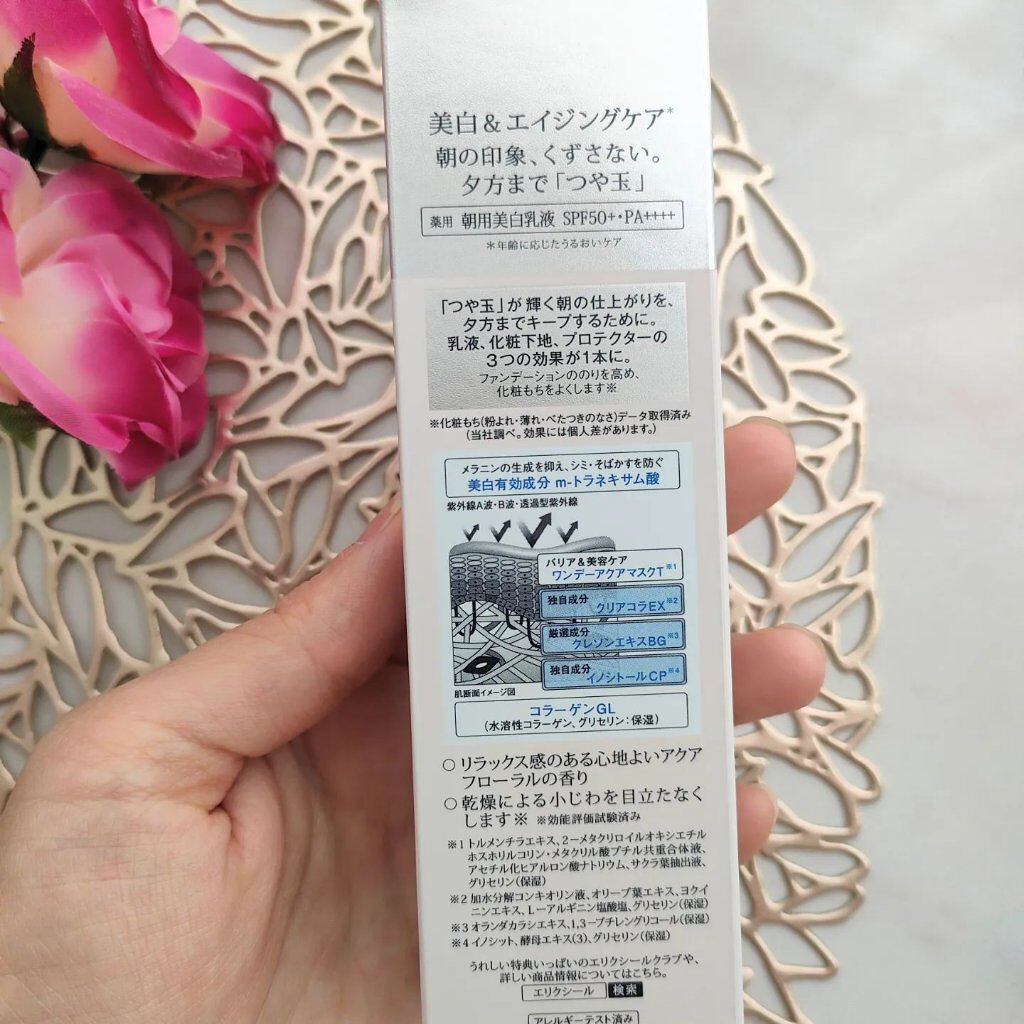 美白&エイジングケア*
朝の印象、くずさない。
夕方まで「つや玉」
薬用 朝用美白乳液 SPF50+・PA++++
*年齢に応じたうるおいケア
「つや玉」が輝く朝の仕上がりを、
夕方までキープするために。
乳液、化粧下地、プロテクターの
3つの効果が1本に。
ファンデーションののりを高め、
化粧もちをよくします※
※化粧もち(粉よれ・薄れ・べたつきのなさ)データ取得済み
(当社調べ。効果には個人差があります。)
メラニンの生成を抑え、シミ・そばかすを防ぐ
美白有効成分 m-トラネキサム酸
紫外線A波・B波・透過型紫外線
バリア&美容ケア
ワンデーアクアマスクT※1
独自成分
クリアコラEX※2
厳選成分
クレソンエキスBG※3
独自成分
イノシトールCP※4
肌断面イメージ図
コラーゲンGL
(水溶性コラーゲン、グリセリン:保湿)
○ リラックス感のある心地よいアクア
フローラルの香り
○ 乾燥による小じわを目立たなく
します※ ※効能評価試験済み
※1 トルメンチラエキス、2-メタクリロイルオキシエチル
ホスホリルコリン・メタクリル酸ブチル共重合体液、
アセチル化ヒアルロン酸ナトリウム、サクラ葉抽出液、
グリセリン(保湿)
※2 加水分解コンキオリン液、オリーブ葉エキス、ヨクイ
ニンエキス、L-アルギニン塩酸塩、グリセリン(保湿)
※3 オランダカラシエキス、1,3-ブチレングリコール(保湿)
※4 イノシット、酵母エキス(3)、グリセリン(保湿)
うれしい特典いっぱいのエリクシールクラブや、
詳しい商品情報についてはこちら。
エリクシール 検索
アレルギーテスト済み